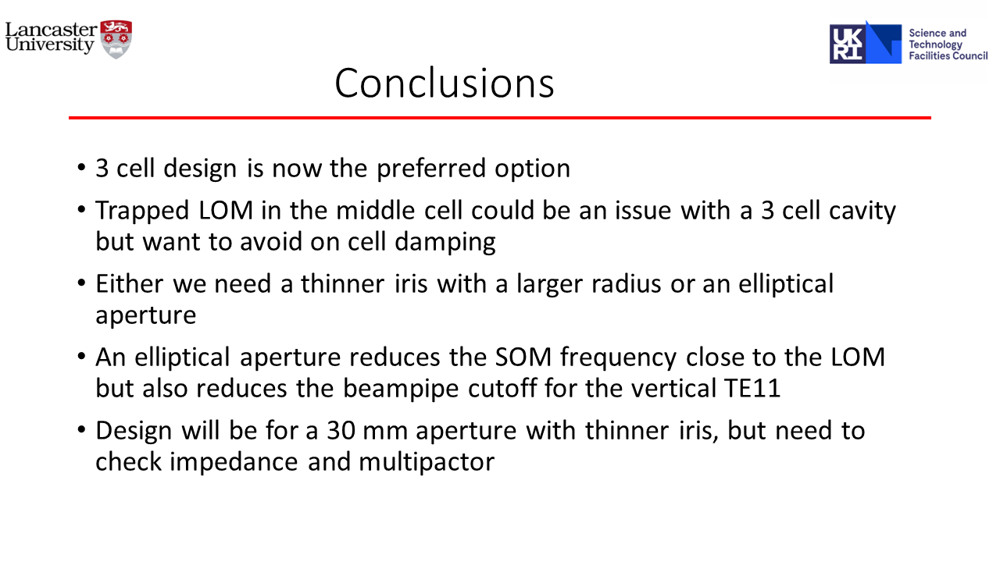 Lancaster
University
UK
RI
Science and
Technology
Facilities Council
Conclusions
• 3 cell design is now the preferred option
• Trapped LOM in the middle cell could be an issue with a 3 cell cavity
but want to avoid on cell damping
• Either we need a thinner iris with a larger radius or an elliptical
aperture
• An elliptical aperture reduces the SOM frequency close to the LOM
but also reduces the beampipe cutoff for the vertical TE11
• Design will be for a 30 mm aperture with thinner iris, but need to
check impedance and multipactor